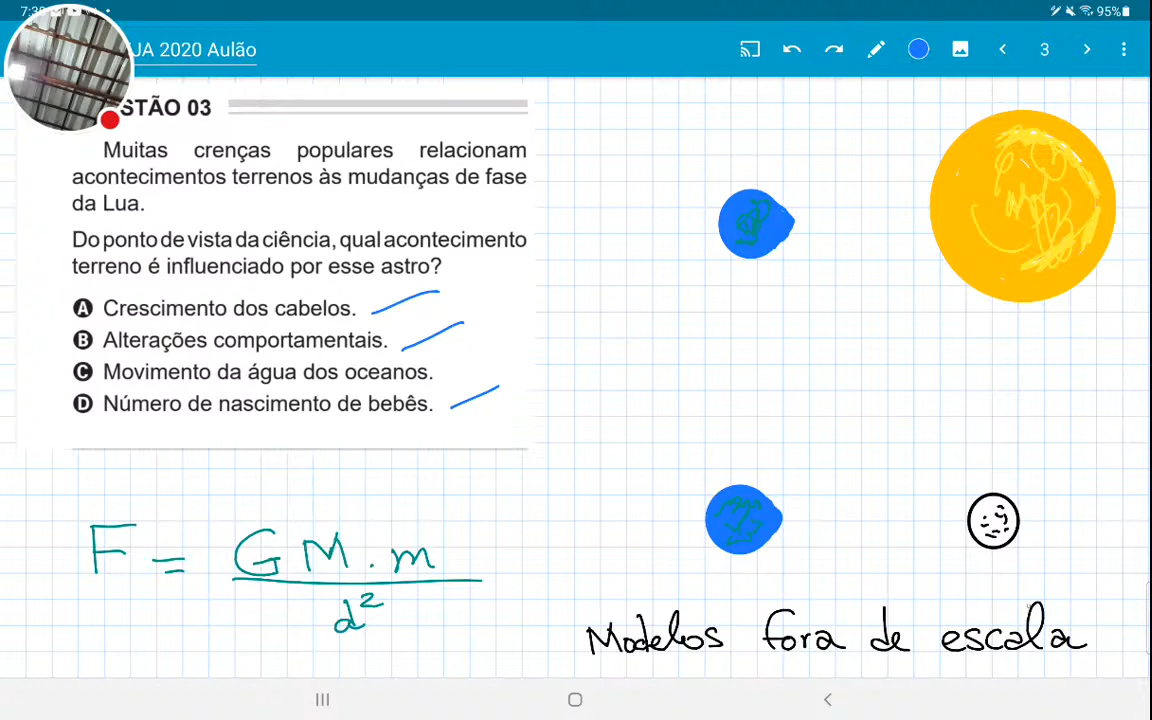 7:3
95%
UA 2020 Aulão
3
STÃO 03
Muitas crenças populares relacionam
acontecimentos terrenos às mudanças de fase
da Lua.
Do ponto de vista da ciência, qual acontecimento
terreno é influenciado por esse astro?
A Crescimento dos cabelos.
B Alterações comportamentais.
C Movimento da água dos oceanos.
D Número de nascimento de bebês.
F = G M . m
d²
Modelos fora de escala